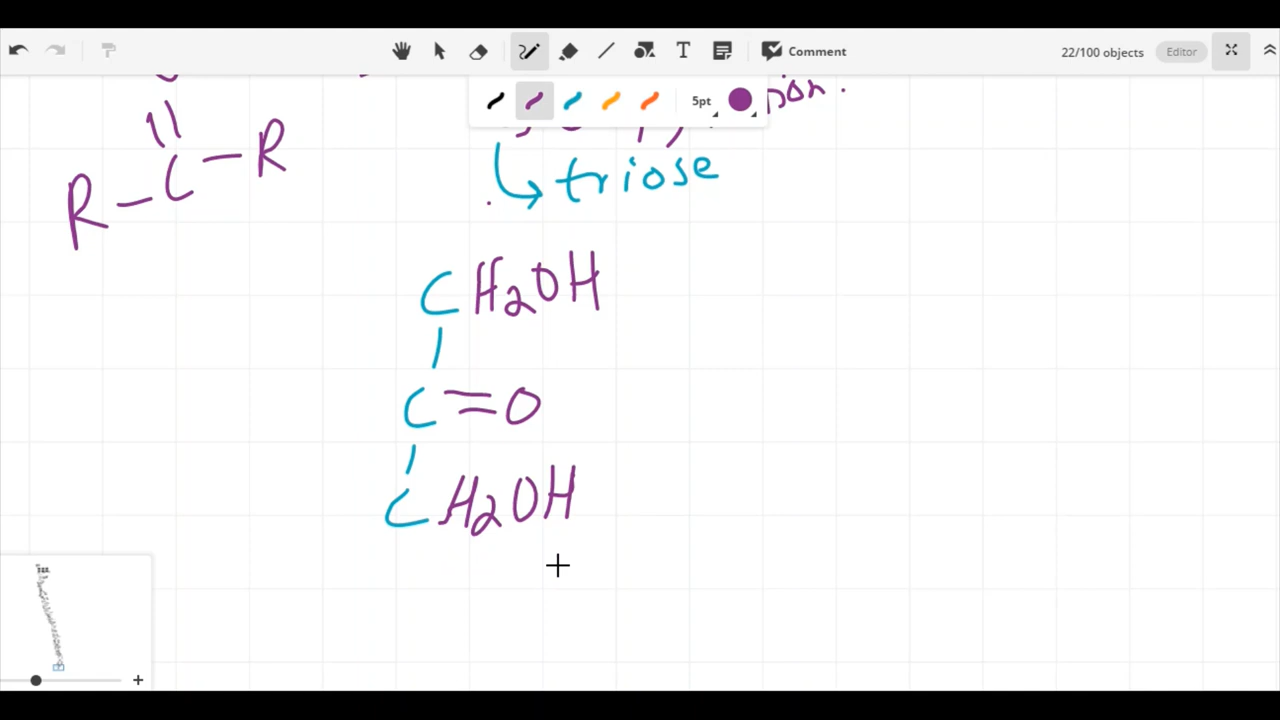 Comment
22/100 objects
Editor
5pt
R - C - R
triose
CH2OH
C=O
CH2OH